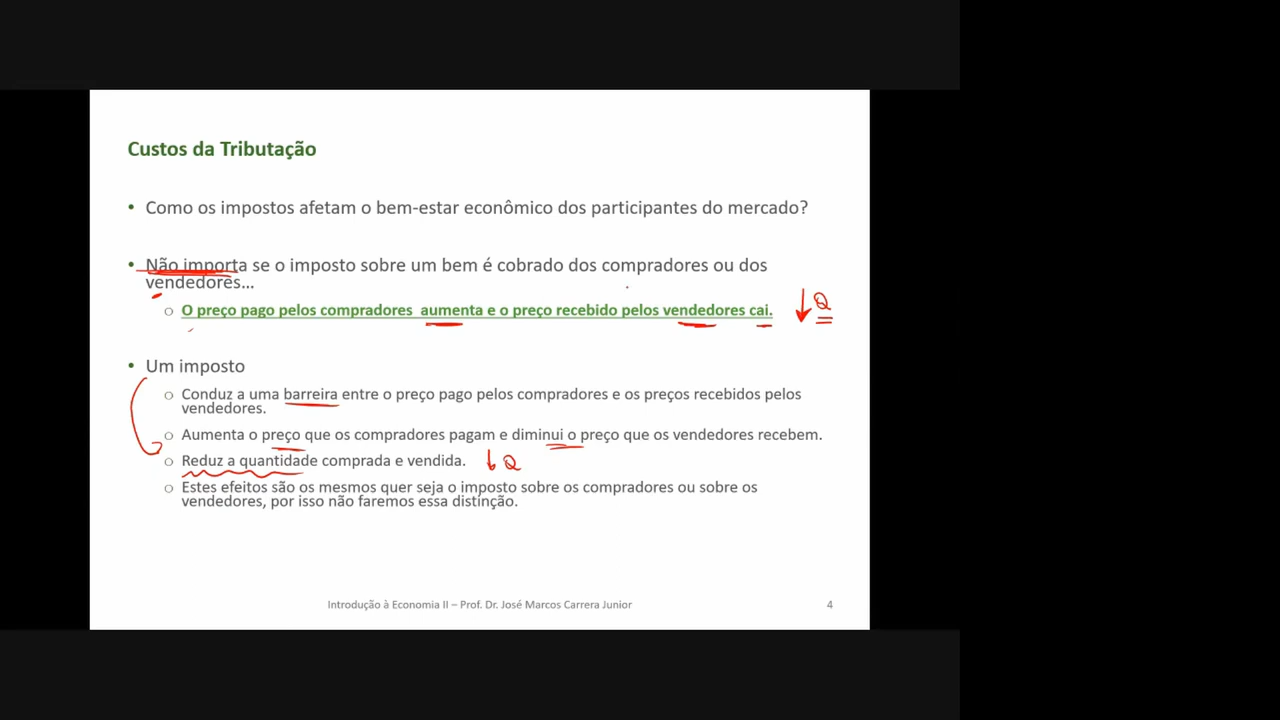 Custos da Tributação
• Como os impostos afetam o bem-estar econômico dos participantes do mercado?
• Não importa se o imposto sobre um bem é cobrado dos compradores ou dos
vendedores...
○ O preço pago pelos compradores aumenta e o preço recebido pelos vendedores cai. ↓ Q
• Um imposto
○ Conduz a uma barreira entre o preço pago pelos compradores e os preços recebidos pelos
vendedores.
○ Aumenta o preço que os compradores pagam e diminui o preço que os vendedores recebem.
○ Reduz a quantidade comprada e vendida. ↓ Q
○ Estes efeitos são os mesmos quer seja o imposto sobre os compradores ou sobre os
vendedores, por isso não faremos essa distinção.
Introdução à Economia II – Prof. Dr. José Marcos Carrera Junior 4